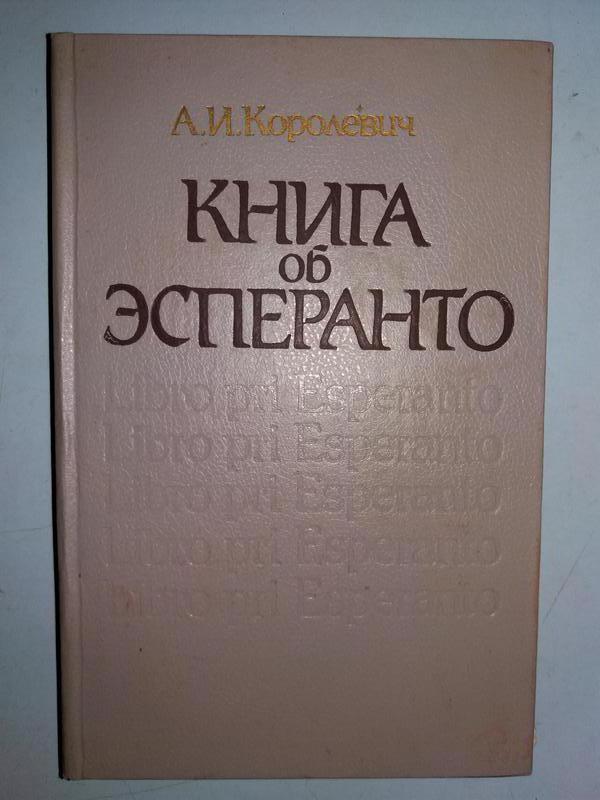 А.И.Королевич
КНИГА
об
ЭСПЕРАНТО
Libro pri Esperanto
Libro pri Esperanto
Libro pri Esperanto
Libro pri Esperanto
Libro pri Esperanto